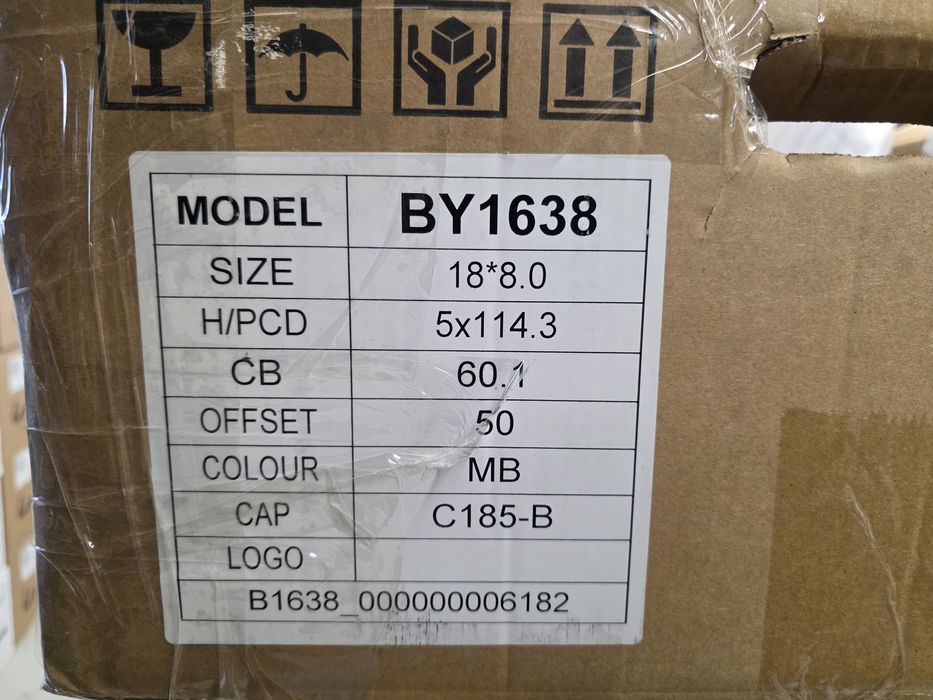 MODEL BY1638
SIZE 18*8.0
H/PCD 5x114.3
CB 60.1
OFFSET 50
COLOUR MB
CAP C185-B
LOGO
B1638_000000006182